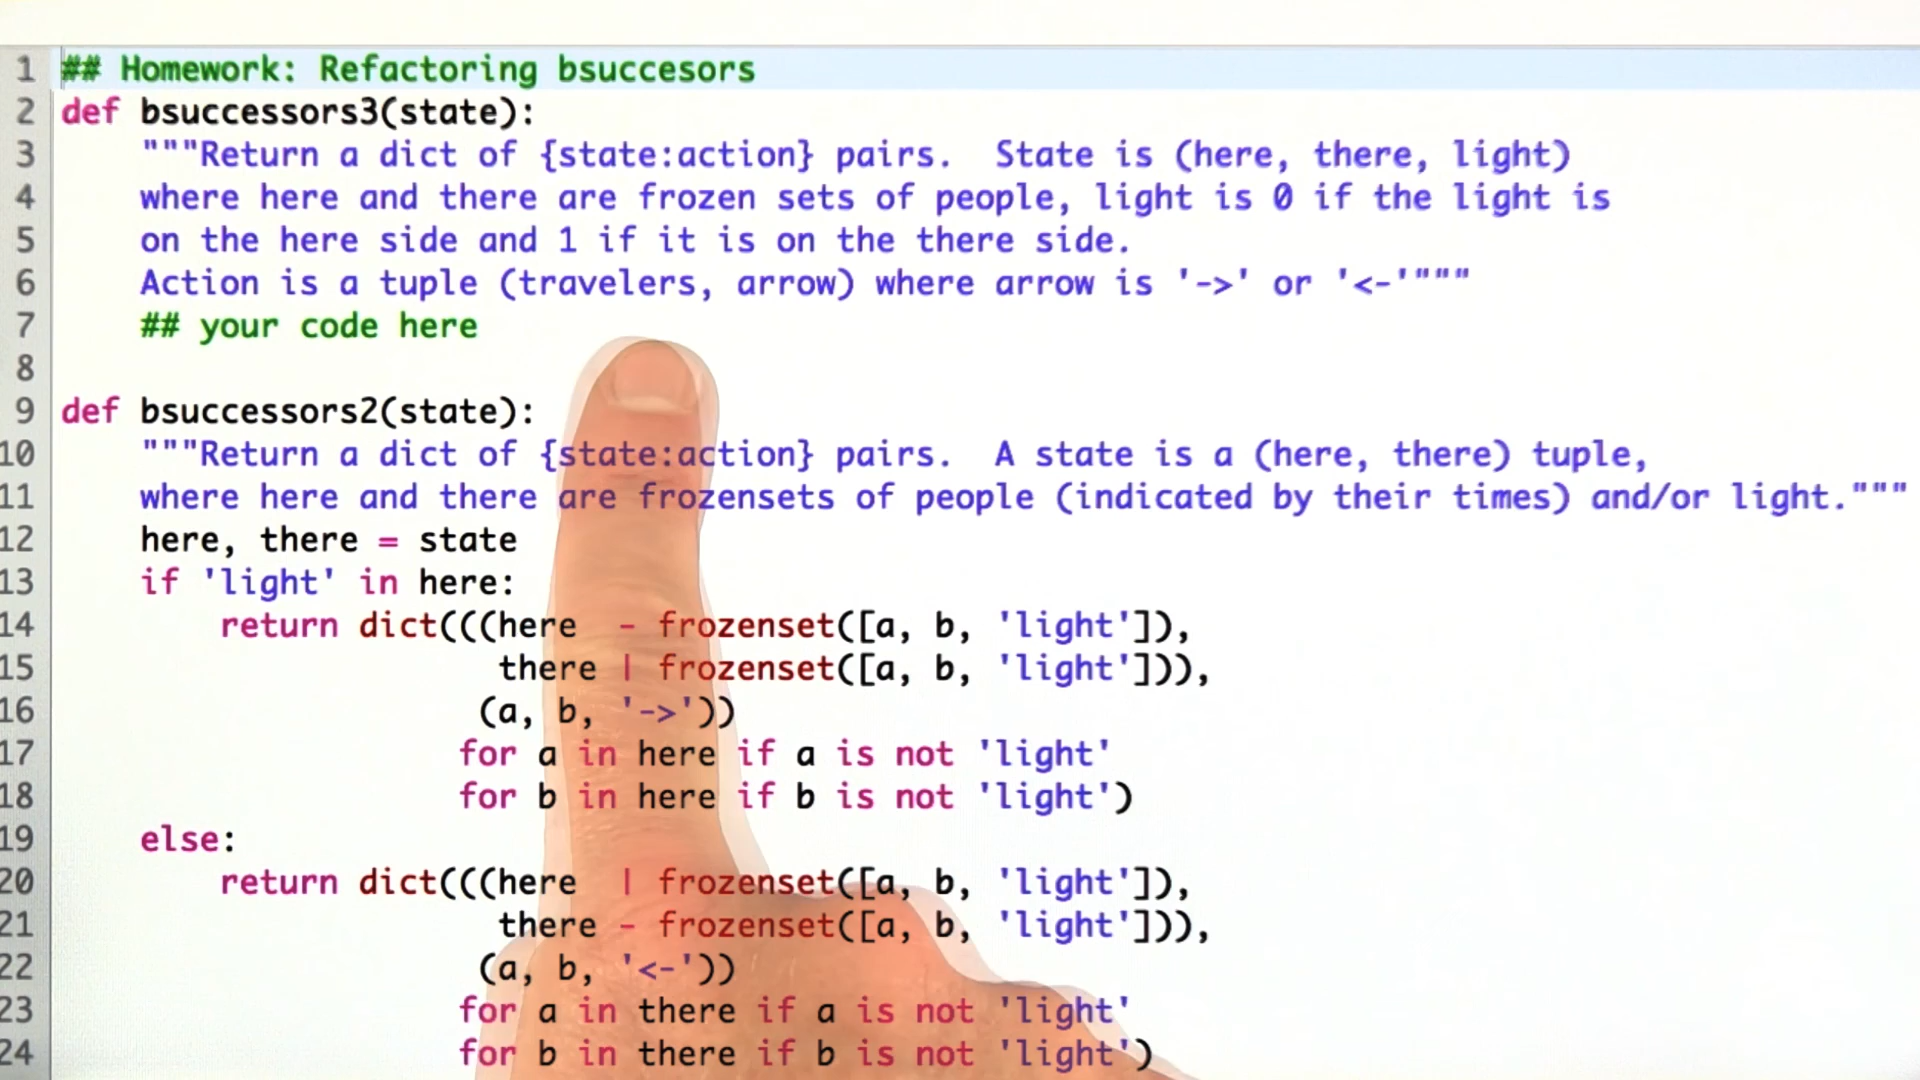 1 ## Homework: Refactoring bsuccesors
2 def bsuccessors3(state):
3     """Return a dict of {state:action} pairs.  State is (here, there, light)
4     where here and there are frozen sets of people, light is 0 if the light is
5     on the here side and 1 if it is on the there side.
6     Action is a tuple (travelers, arrow) where arrow is '->' or '<-'"""
7     ## your code here
8
9 def bsuccessors2(state):
10     """Return a dict of {state:action} pairs.  A state is a (here, there) tuple,
11     where here and there are frozensets of people (indicated by their times) and/or light."""
12     here, there = state
13     if 'light' in here:
14         return dict(((here  - frozenset([a, b, 'light']),
15                       there | frozenset([a, b, 'light'])),
16                      (a, b, '->'))
17                     for a in here if a is not 'light'
18                     for b in here if b is not 'light')
19     else:
20         return dict(((here  | frozenset([a, b, 'light']),
21                       there - frozenset([a, b, 'light'])),
22                      (a, b, '<-'))
23                     for a in there if a is not 'light'
24                     for b in there if b is not 'light')